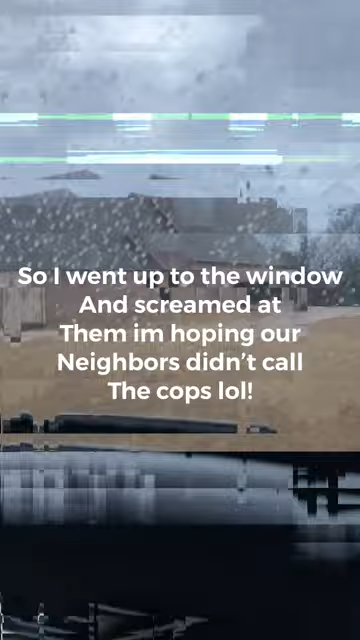 So I went up to the window
And screamed at
Them im hoping our
Neighbors didn’t call
The cops lol!